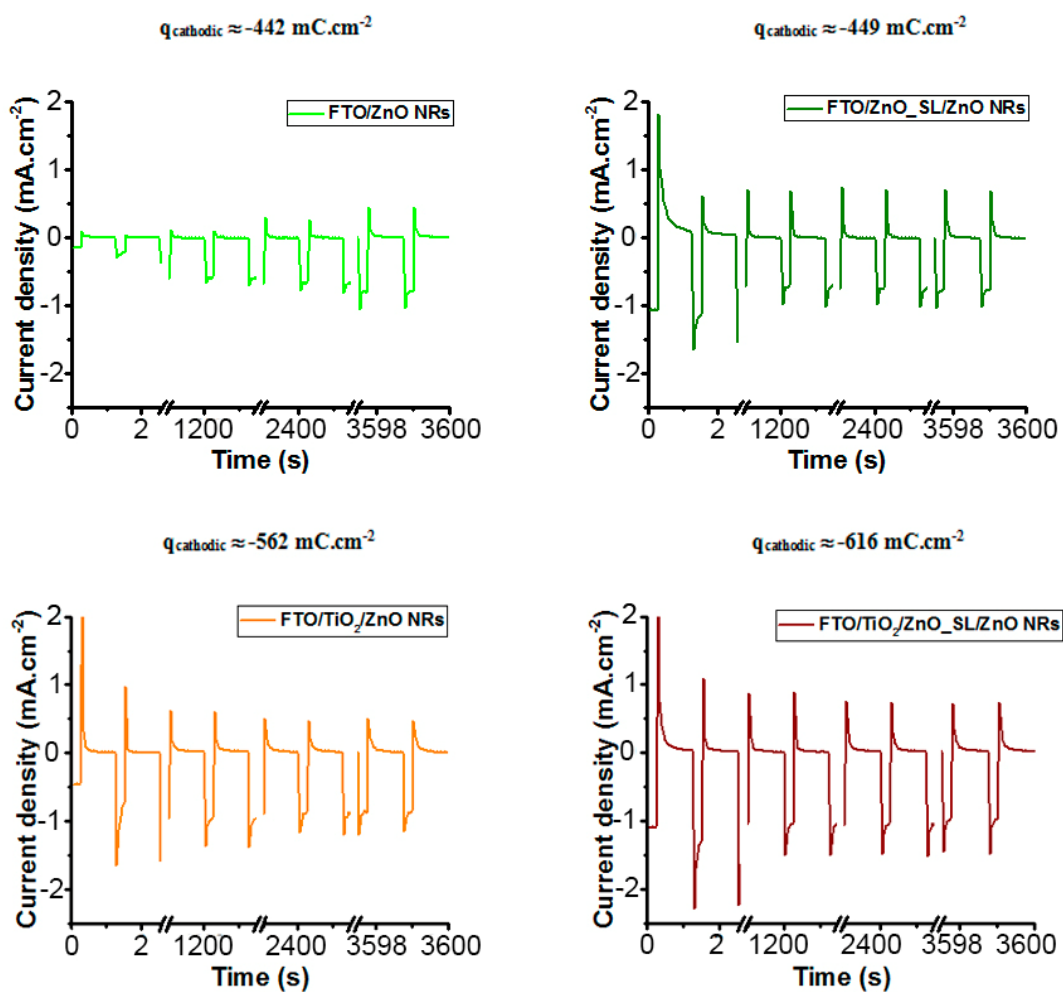 q_cathodic ≈ -442 mC.cm⁻²
q_cathodic ≈ -449 mC.cm⁻²
Current density (mA.cm⁻²)
2
1
0
-1
-2
FTO/ZnO NRs
0 2 1200 2400 3598 3600
Time (s)
Current density (mA.cm⁻²)
2
1
0
-1
-2
FTO/ZnO_SL/ZnO NRs
0 2 1200 2400 3598 3600
Time (s)
q_cathodic ≈ -562 mC.cm⁻²
q_cathodic ≈ -616 mC.cm⁻²
Current density (mA.cm⁻²)
2
1
0
-1
-2
FTO/TiO₂/ZnO NRs
0 2 1200 2400 3598 3600
Time (s)
Current density (mA.cm⁻²)
2
1
0
-1
-2
FTO/TiO₂/ZnO_SL/ZnO NRs
0 2 1200 2400 3598 3600
Time (s)